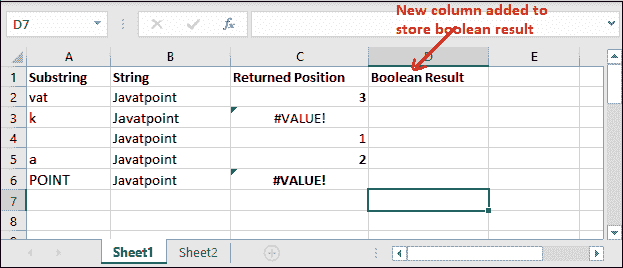 New column added to
store boolean result
D7
A B C D E
1 Substring String Returned Position Boolean Result
2 vat Javatpoint 3
3 k Javatpoint #VALUE!
4 Javatpoint 1
5 a Javatpoint 2
6 POINT Javatpoint #VALUE!
7
8
Sheet1 Sheet2